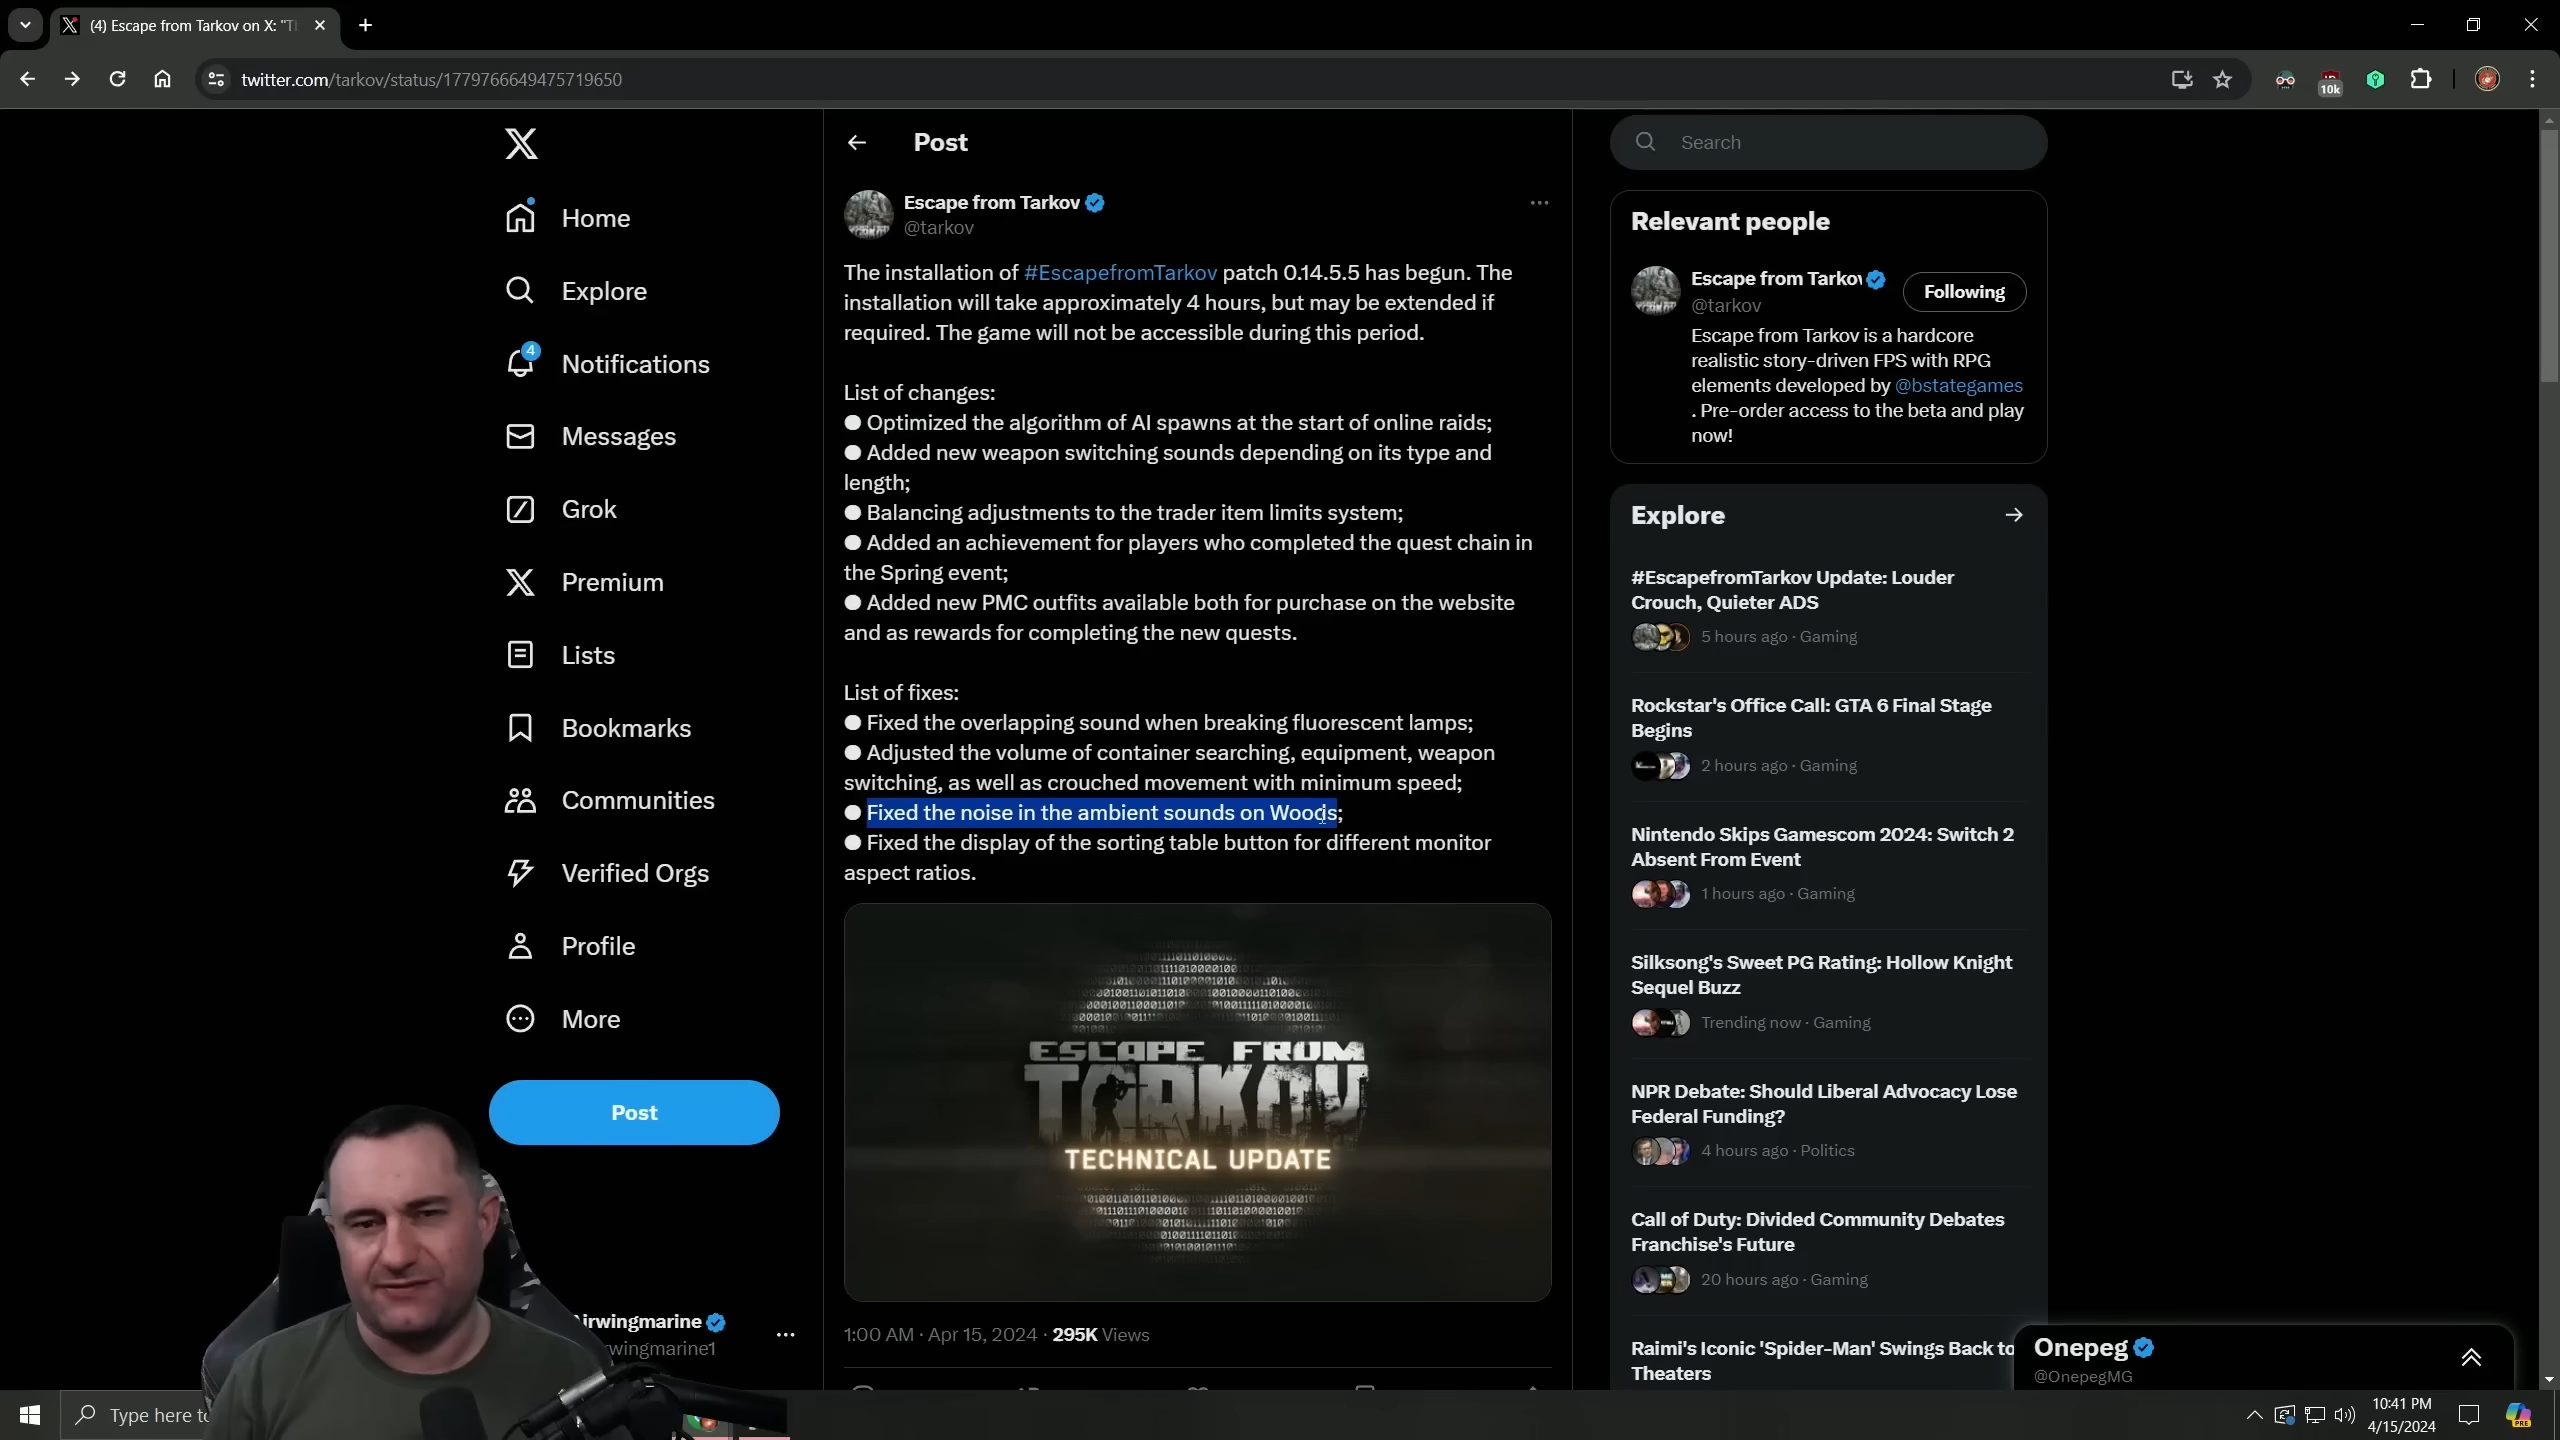 (4) Escape from Tarkov on X: "Th
twitter.com/tarkov/status/1779766649475719650
10k
Home
Explore
4
Notifications
Messages
Grok
Premium
Lists
Bookmarks
Communities
Verified Orgs
Profile
More
Post
Airwingmarine
rwingmarine1
Post
Escape from Tarkov
@tarkov
The installation of #EscapefromTarkov patch 0.14.5.5 has begun. The
installation will take approximately 4 hours, but may be extended if
required. The game will not be accessible during this period.
List of changes:
● Optimized the algorithm of AI spawns at the start of online raids;
● Added new weapon switching sounds depending on its type and
length;
● Balancing adjustments to the trader item limits system;
● Added an achievement for players who completed the quest chain in
the Spring event;
● Added new PMC outfits available both for purchase on the website
and as rewards for completing the new quests.
List of fixes:
● Fixed the overlapping sound when breaking fluorescent lamps;
● Adjusted the volume of container searching, equipment, weapon
switching, as well as crouched movement with minimum speed;
● Fixed the noise in the ambient sounds on Woods;
● Fixed the display of the sorting table button for different monitor
aspect ratios.
ESCAPE FROM
TARKOV
TECHNICAL UPDATE
1:00 AM · Apr 15, 2024 · 295K Views
Search
Relevant people
Escape from Tarkov
@tarkov
Following
Escape from Tarkov is a hardcore
realistic story-driven FPS with RPG
elements developed by @bstategames
. Pre-order access to the beta and play
now!
Explore
#EscapefromTarkov Update: Louder
Crouch, Quieter ADS
5 hours ago · Gaming
Rockstar's Office Call: GTA 6 Final Stage
Begins
2 hours ago · Gaming
Nintendo Skips Gamescom 2024: Switch 2
Absent From Event
1 hours ago · Gaming
Silksong's Sweet PG Rating: Hollow Knight
Sequel Buzz
Trending now · Gaming
NPR Debate: Should Liberal Advocacy Lose
Federal Funding?
4 hours ago · Politics
Call of Duty: Divided Community Debates
Franchise's Future
20 hours ago · Gaming
Raimi's Iconic 'Spider-Man' Swings Back to
Theaters
Onepeg
@OnepegMG
Type here to
10:41 PM
4/15/2024
PRE